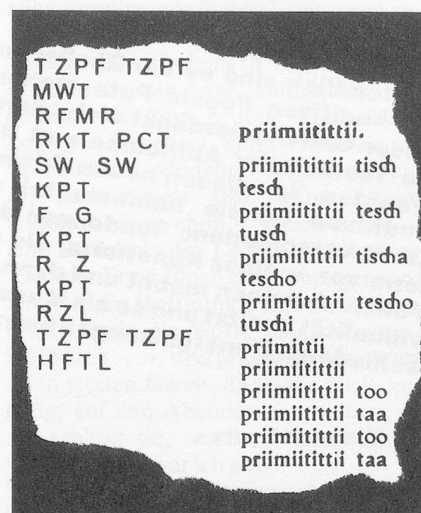 TZPF TZPF
MWT
RFMR
RKT PCT
SW SW
KPT
F G
KPZ
R Z
KPT
RZL
TZPF TZPF
HFTL
priimiitittii.
priimiitittii tisch
tesch
priimiitittii tesch
tusch
priimiitittii tischa
tescho
priimiitittii tescho
tuschi
priimittii
priimiitittii
priimiitittii too
priimiitittii taa
priimiitittii too
priimiitittii taa